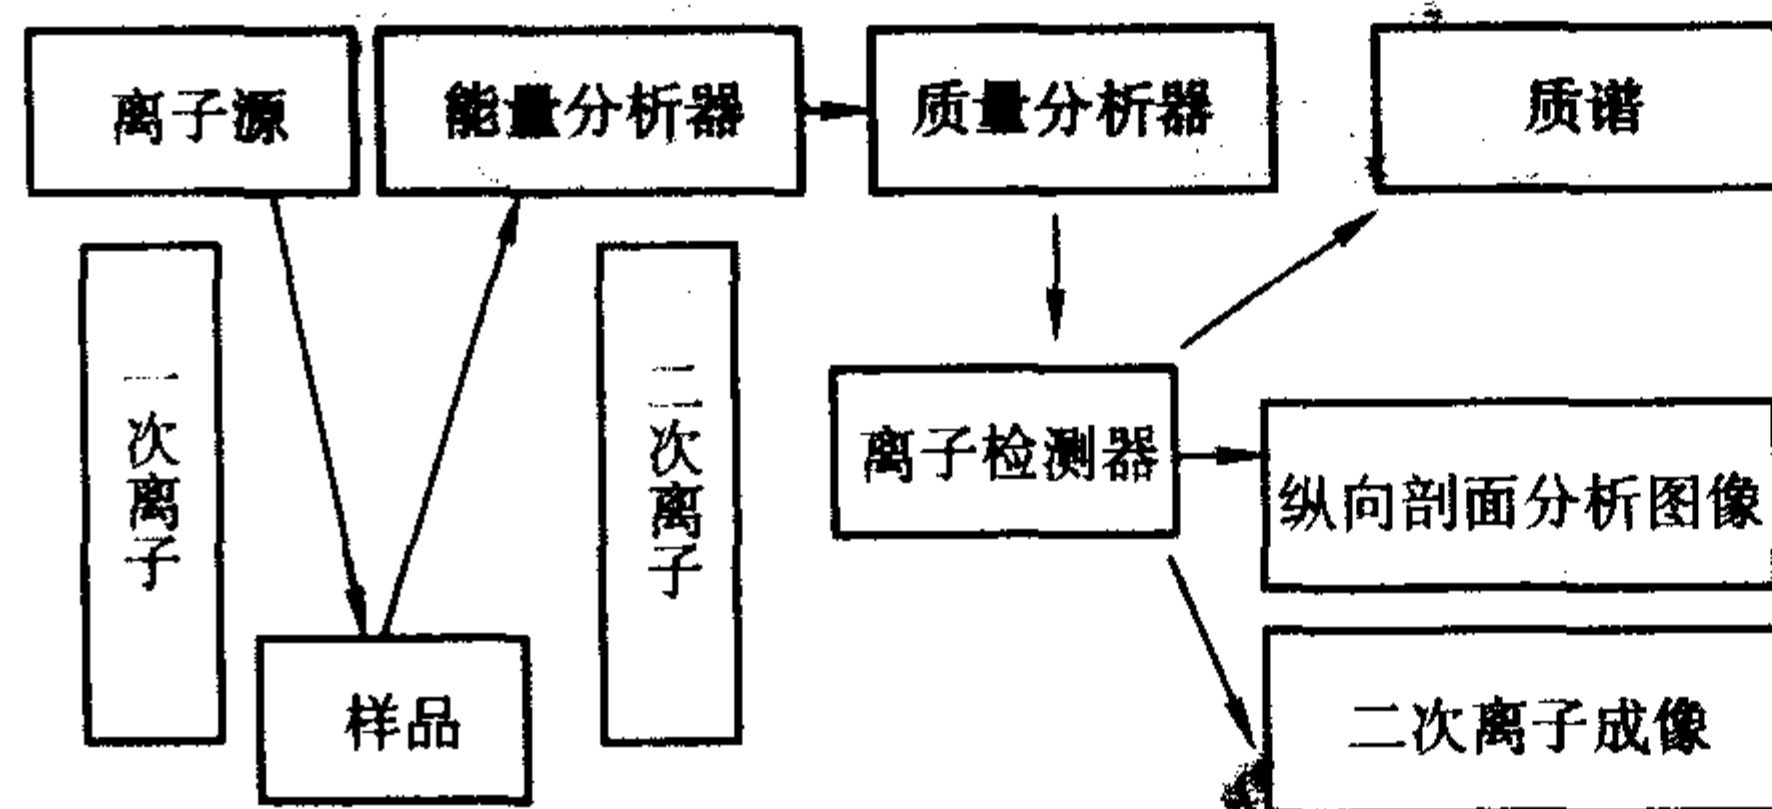 离子源
能量分析器
质量分析器
质谱
一次离子
二次离子
离子检测器
纵向剖面分析图像
样品
二次离子成像